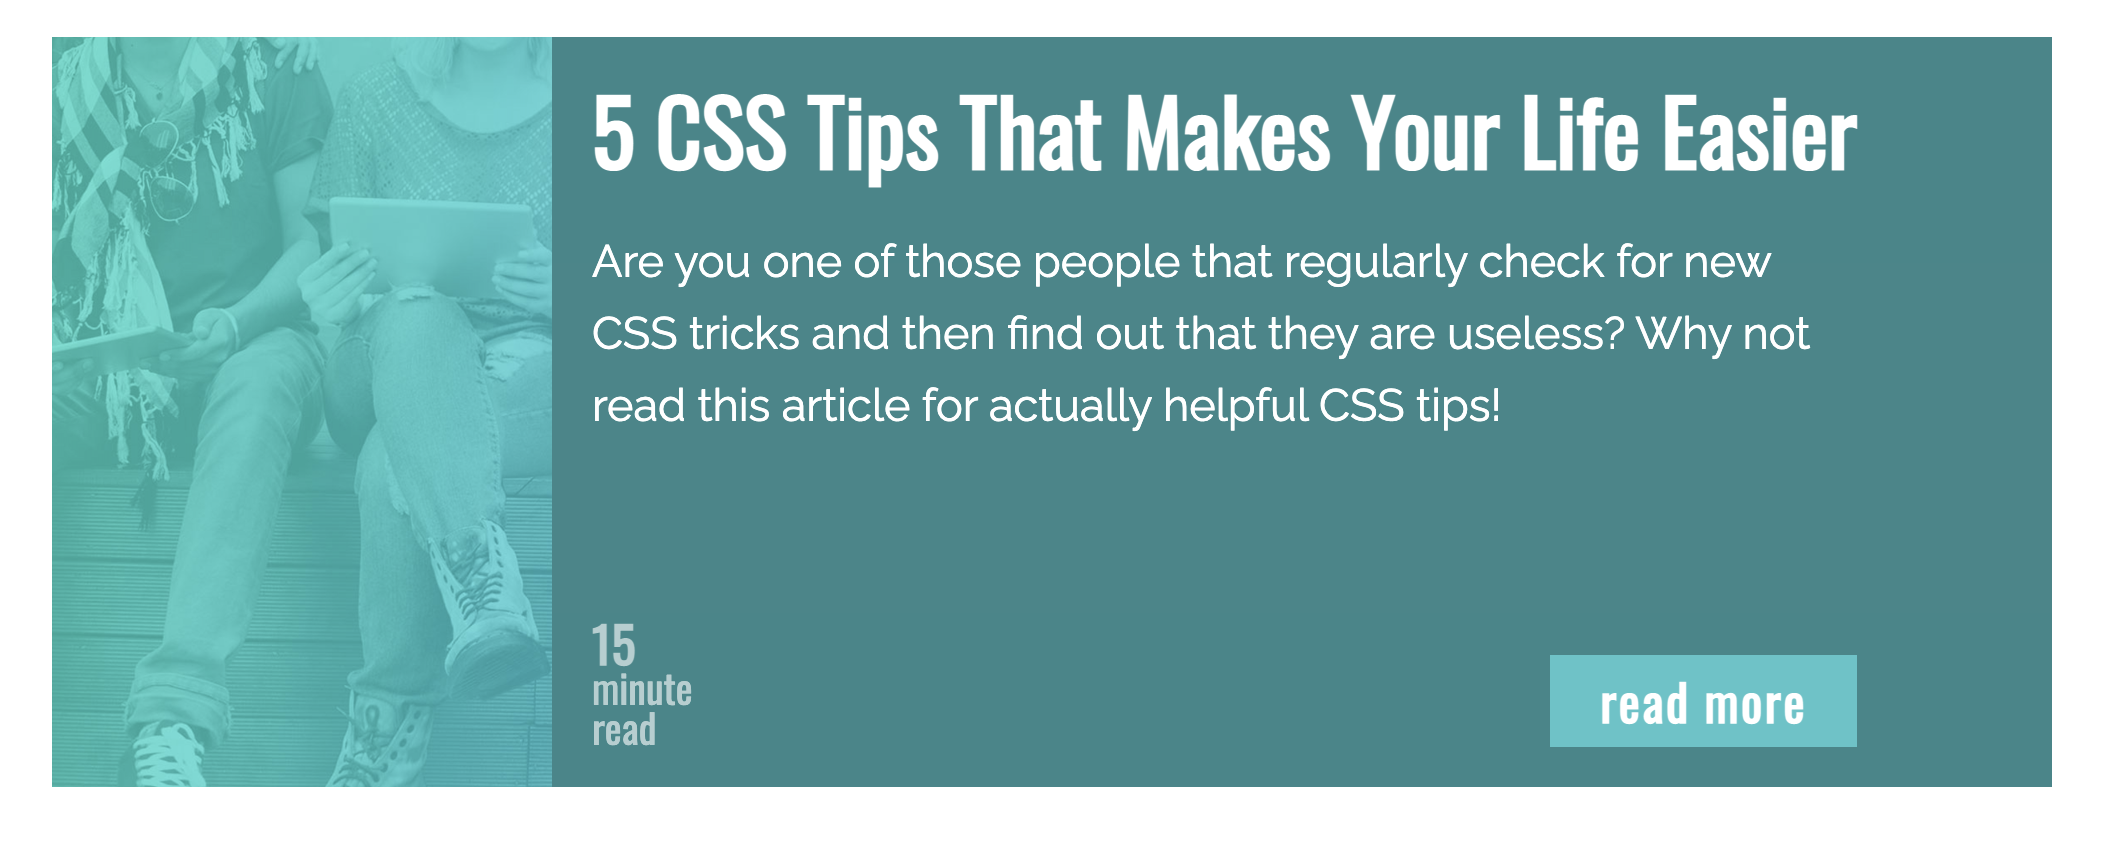 5 CSS Tips That Makes Your Life Easier
Are you one of those people that regularly check for new
CSS tricks and then find out that they are useless? Why not
read this article for actually helpful CSS tips!
15
minute
read
read more